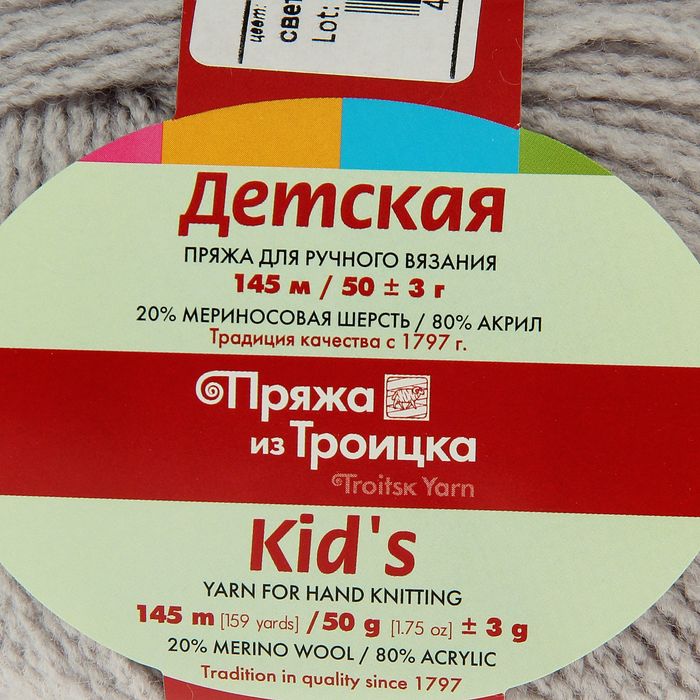 цвет:
Lot:
Детская
ПРЯЖА ДЛЯ РУЧНОГО ВЯЗАНИЯ
145 м / 50 ± 3 г
20% МЕРИНОСОВАЯ ШЕРСТЬ / 80% АКРИЛ
Традиция качества с 1797 г.
Пряжа
из Троицка
Troitsk Yarn
Kid's
YARN FOR HAND KNITTING
145 m [159 yards] / 50 g [1.75 oz] ± 3 g
20% MERINO WOOL / 80% ACRYLIC
Tradition in quality since 1797